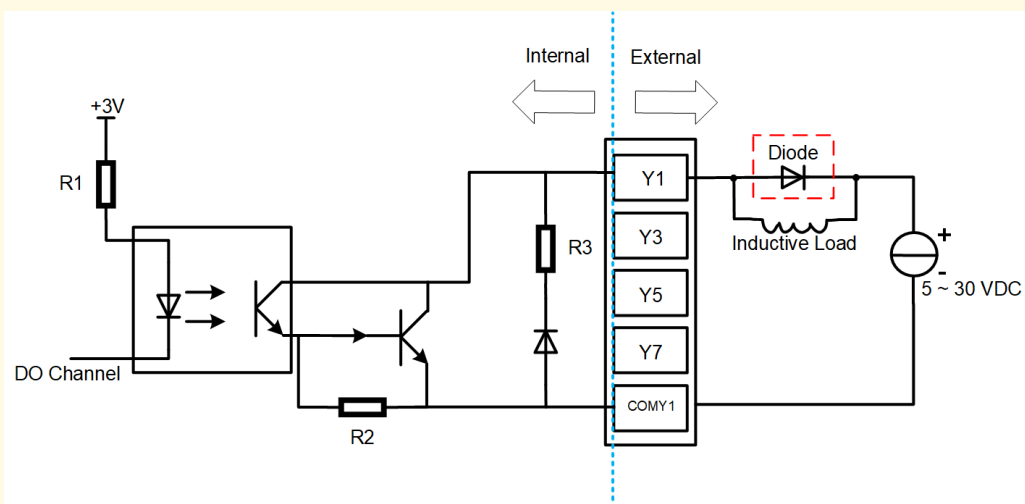 Internal
External
+3V
R1
DO Channel
R2
R3
Y1
Y3
Y5
Y7
COMY1
Diode
Inductive Load
+
-
5 ~ 30 VDC